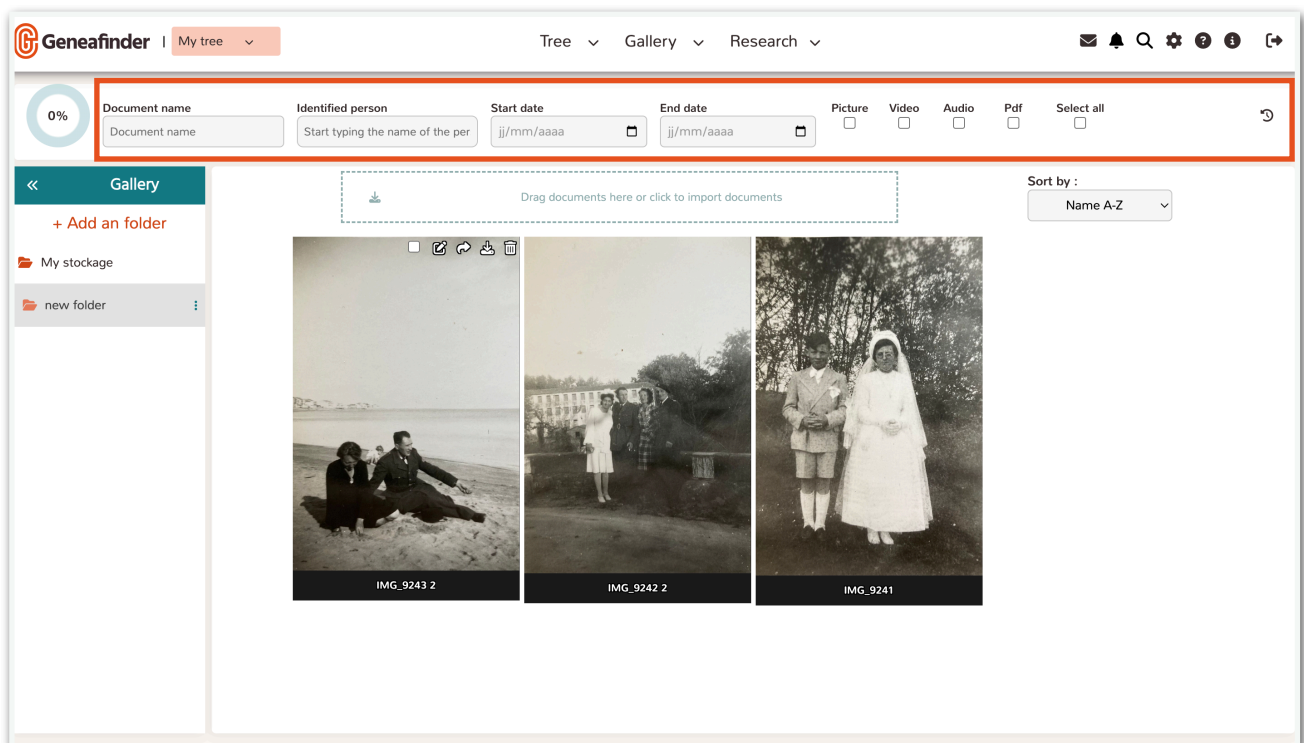 Geneafinder | My tree
Tree Gallery Research
0%
Document name Identified person Start date End date Picture Video Audio Pdf Select all
Document name Start typing the name of the per jj/mm/aaaa jj/mm/aaaa
Gallery
+ Add an folder
My stockage
new folder
Drag documents here or click to import documents
Sort by :
Name A-Z
IMG_9243 2
IMG_9242 2
IMG_9241